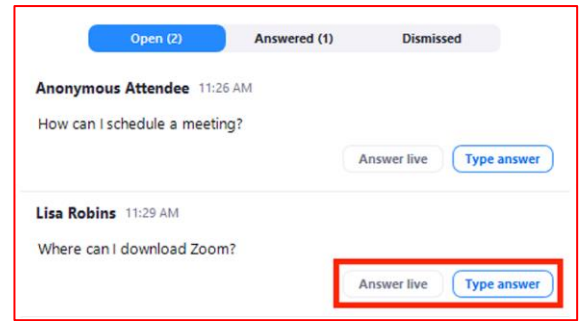 Open (2) Answered (1) Dismissed
Anonymous Attendee 11:26 AM
How can I schedule a meeting?
Answer live Type answer
Lisa Robins 11:29 AM
Where can I download Zoom?
Answer live Type answer